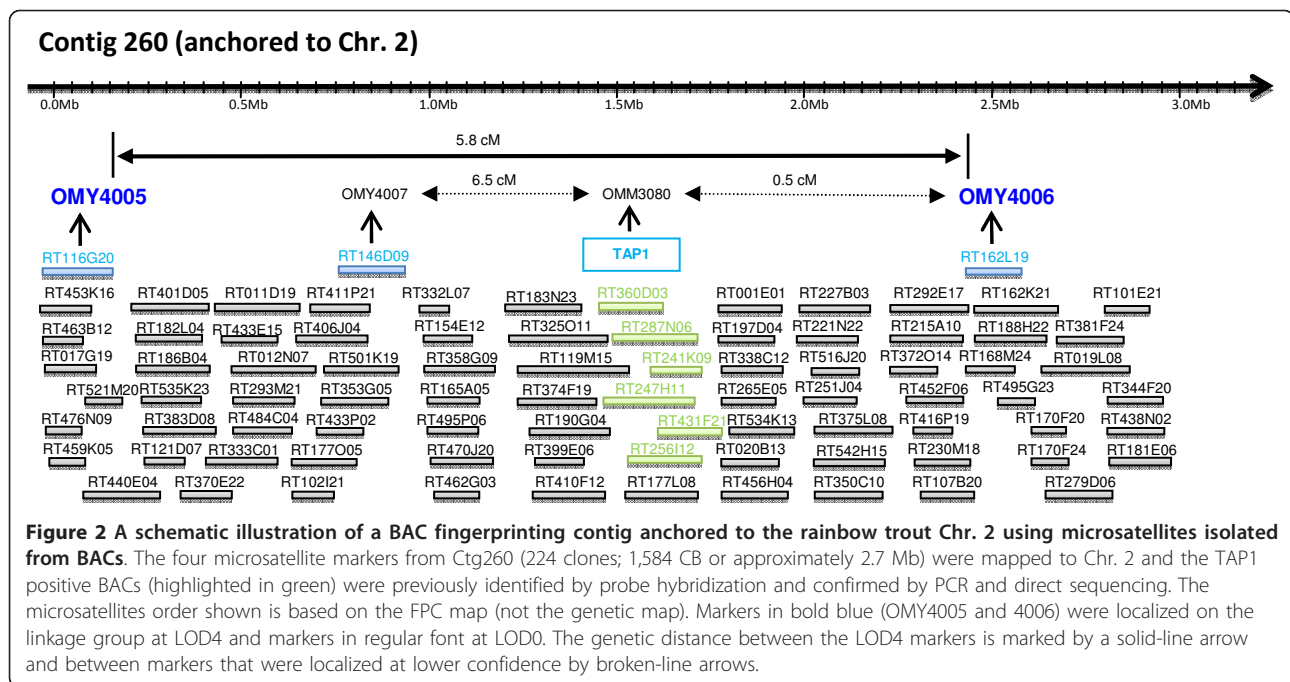 Contig 260 (anchored to Chr. 2)
0.0Mb 0.5Mb 1.0Mb 1.5Mb 2.0Mb 2.5Mb 3.0Mb
5.8 cM
OMY4005 OMY4007 6.5 cM OMM3080 0.5 cM OMY4006
RT116G20 RT146D09 TAP1 RT162L19
RT453K16 RT401D05 RT011D19 RT411P21 RT332L07 RT183N23 RT360D03 RT001E01 RT227B03 RT292E17 RT162K21 RT101E21
RT463B12 RT182L04 RT433E15 RT406J04 RT154E12 RT325O11 RT287N06 RT197D04 RT221N22 RT215A10 RT188H22 RT381F24
RT017G19 RT186B04 RT012N07 RT501K19 RT358G09 RT119M15 RT241K09 RT338C12 RT516J20 RT372O14 RT168M24 RT019L08
RT521M20 RT535K23 RT293M21 RT353G05 RT165A05 RT374F19 RT247H11 RT265E05 RT251J04 RT452F06 RT495G23 RT344F20
RT476N09 RT383D08 RT484C04 RT433P02 RT495P06 RT190G04 RT431F21 RT534K13 RT375L08 RT416P19 RT170F20 RT438N02
RT459K05 RT121D07 RT333C01 RT177O05 RT470J20 RT399E06 RT256I12 RT020B13 RT542H15 RT230M18 RT170F24 RT181E06
RT440E04 RT370E22 RT102I21 RT462G03 RT410F12 RT177L08 RT456H04 RT350C10 RT107B20 RT279D06
Figure 2 A schematic illustration of a BAC fingerprinting contig anchored to the rainbow trout Chr. 2 using microsatellites isolated
from BACs. The four microsatellite markers from Ctg260 (224 clones; 1,584 CB or approximately 2.7 Mb) were mapped to Chr. 2 and the TAP1
positive BACs (highlighted in green) were previously identified by probe hybridization and confirmed by PCR and direct sequencing. The
microsatellites order shown is based on the FPC map (not the genetic map). Markers in bold blue (OMY4005 and 4006) were localized on the
linkage group at LOD4 and markers in regular font at LOD0. The genetic distance between the LOD4 markers is marked by a solid-line arrow
and between markers that were localized at lower confidence by broken-line arrows.